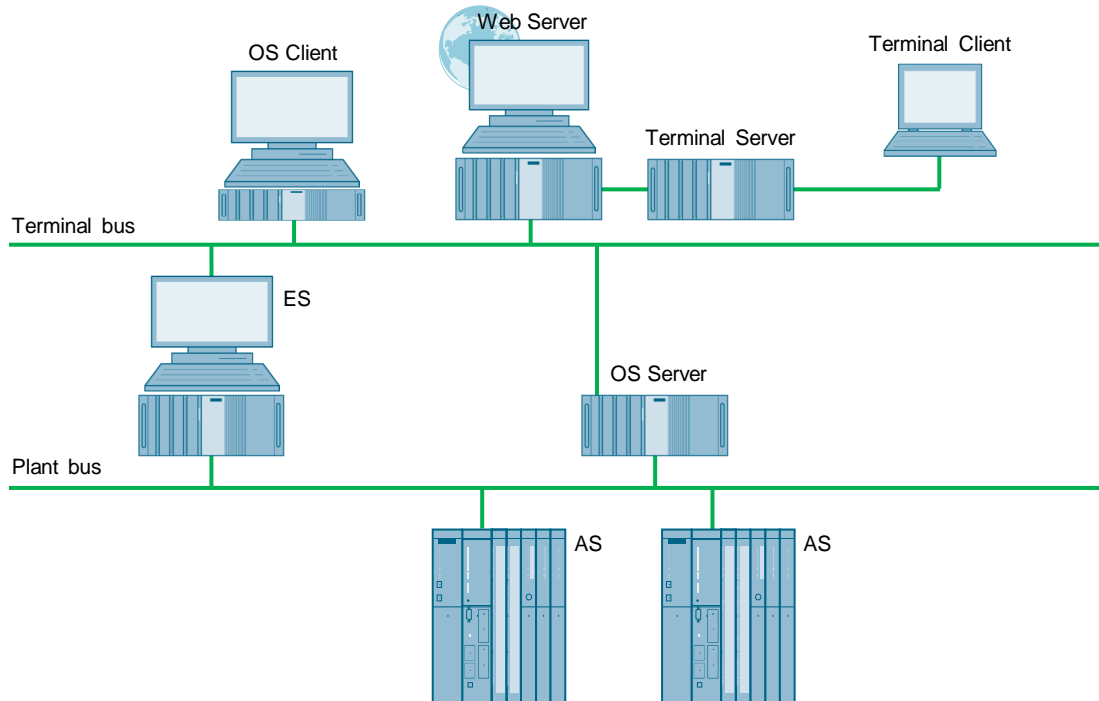 Web Server
OS Client
Terminal Client
Terminal Server
Terminal bus
ES
OS Server
Plant bus
AS
AS